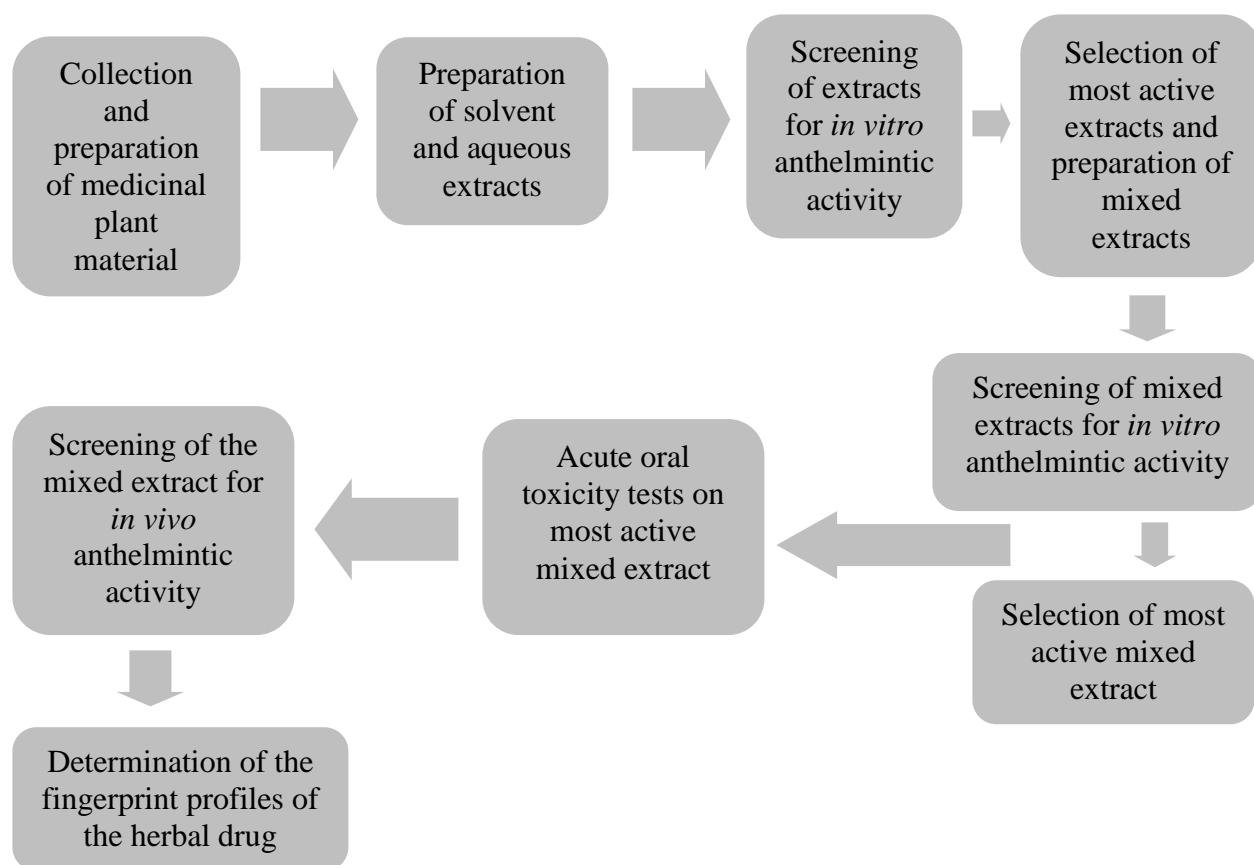 Collection
and
preparation
of medicinal
plant
material
Preparation
of solvent
and aqueous
extracts
Screening
of extracts
for in vitro
anthelmintic
activity
Selection of
most active
extracts and
preparation of
mixed
extracts
Screening of mixed
extracts for in vitro
anthelmintic activity
Selection of most
active mixed
extract
Acute oral
toxicity tests on
most active
mixed extract
Screening of the
mixed extract for
in vivo
anthelmintic
activity
Determination of the
fingerprint profiles of
the herbal drug